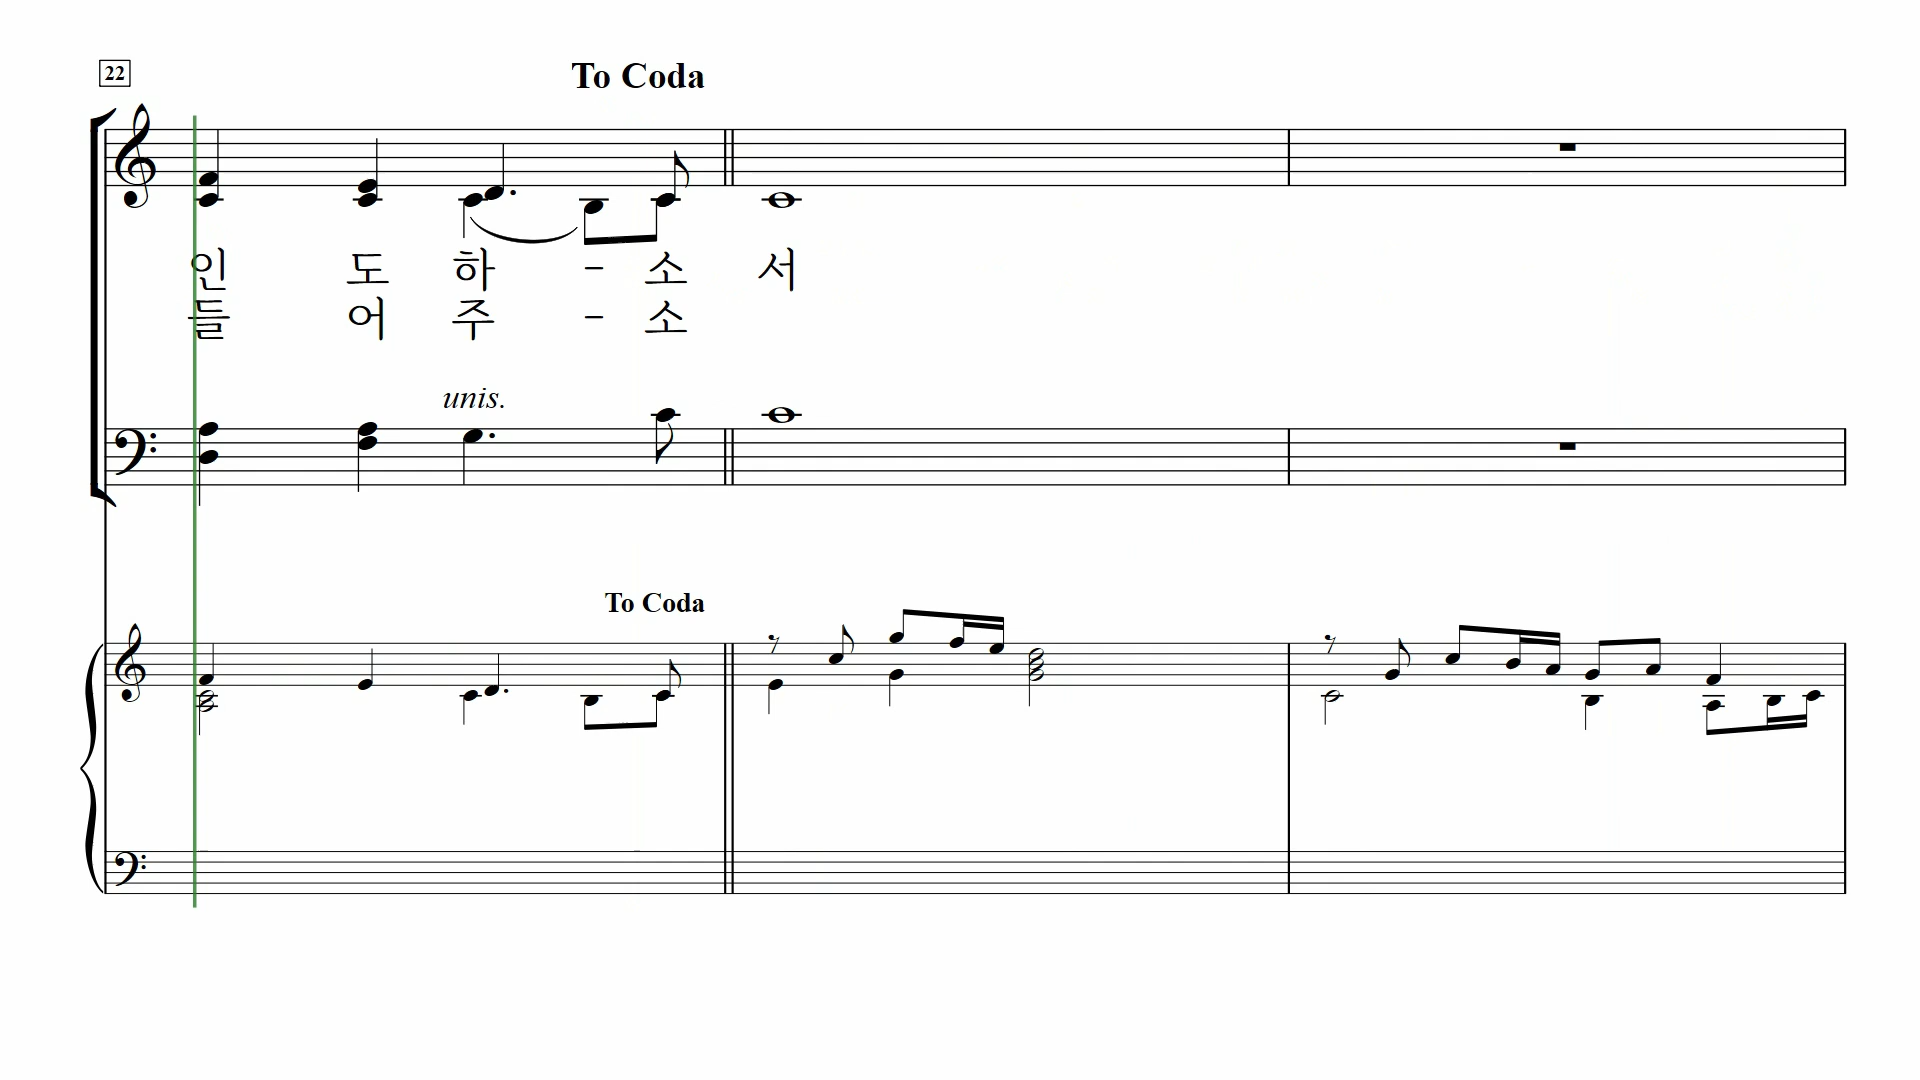 22
To Coda
인 도 하 - 소 서
들 어 주 - 소
unis.
To Coda